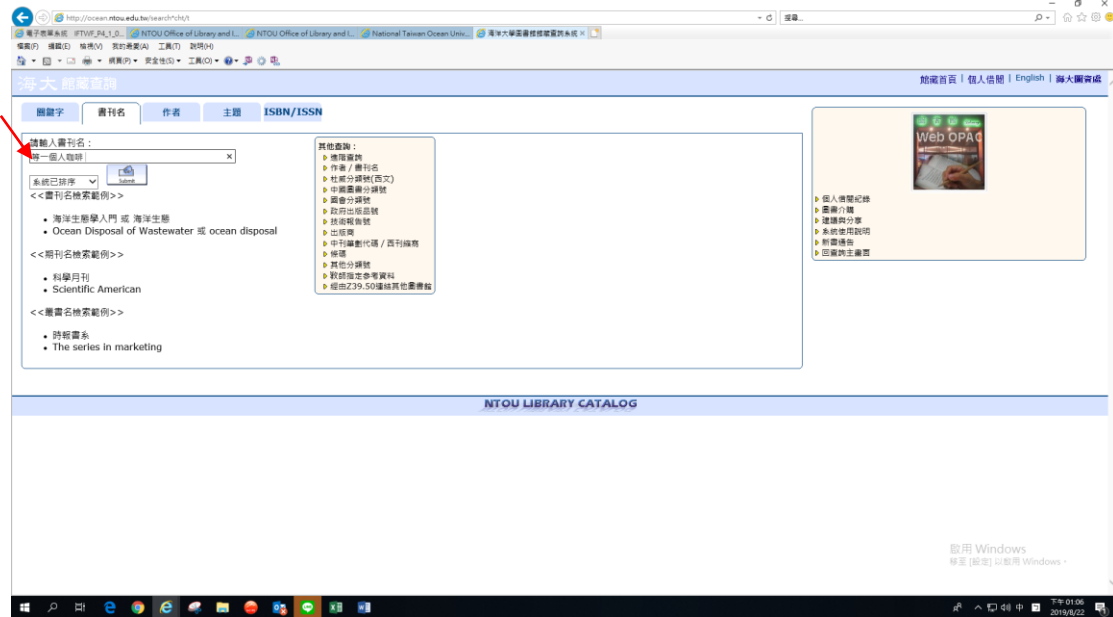 http://ocean.ntou.edu.tw/search*cht/t
搜尋...
電子表單系統 IFTWF_P4_1_0...
NTOU Office of Library and I...
NTOU Office of Library and I...
National Taiwan Ocean Univ...
海洋大學圖書館館藏查詢系統
檔案(F) 編輯(E) 檢視(V) 我的最愛(A) 工具(T) 說明(H)
網頁(P) 安全性(S) 工具(O)
海大 館藏查詢
館藏首頁 | 個人借閱 | English | 海大圖資處
關鍵字 書刊名 作者 主題 ISBN/ISSN
請輸入書刊名：
等一個人咖啡
系統已排序
Submit
<<書刊名檢索範例>>
• 海洋生態學入門 或 海洋生態
• Ocean Disposal of Wastewater 或 ocean disposal
<<期刊名檢索範例>>
• 科學月刊
• Scientific American
<<叢書名檢索範例>>
• 時報書系
• The series in marketing
其他查詢：
進階查詢
作者 / 書刊名
杜威分類號(西文)
中國圖書分類號
國會分類號
政府出版品號
技術報告號
出版商
中刊筆劃代碼 / 西刊縮寫
條碼
其他分類號
教師指定參考資料
經由Z39.50連結其他圖書館
Web OPAC
個人借閱紀錄
圖書介購
建議與分享
系統使用說明
新書通告
回查詢主畫面
NTOU LIBRARY CATALOG
啟用 Windows
移至 [設定] 以啟用 Windows。
中
下午 01:06
2019/8/22